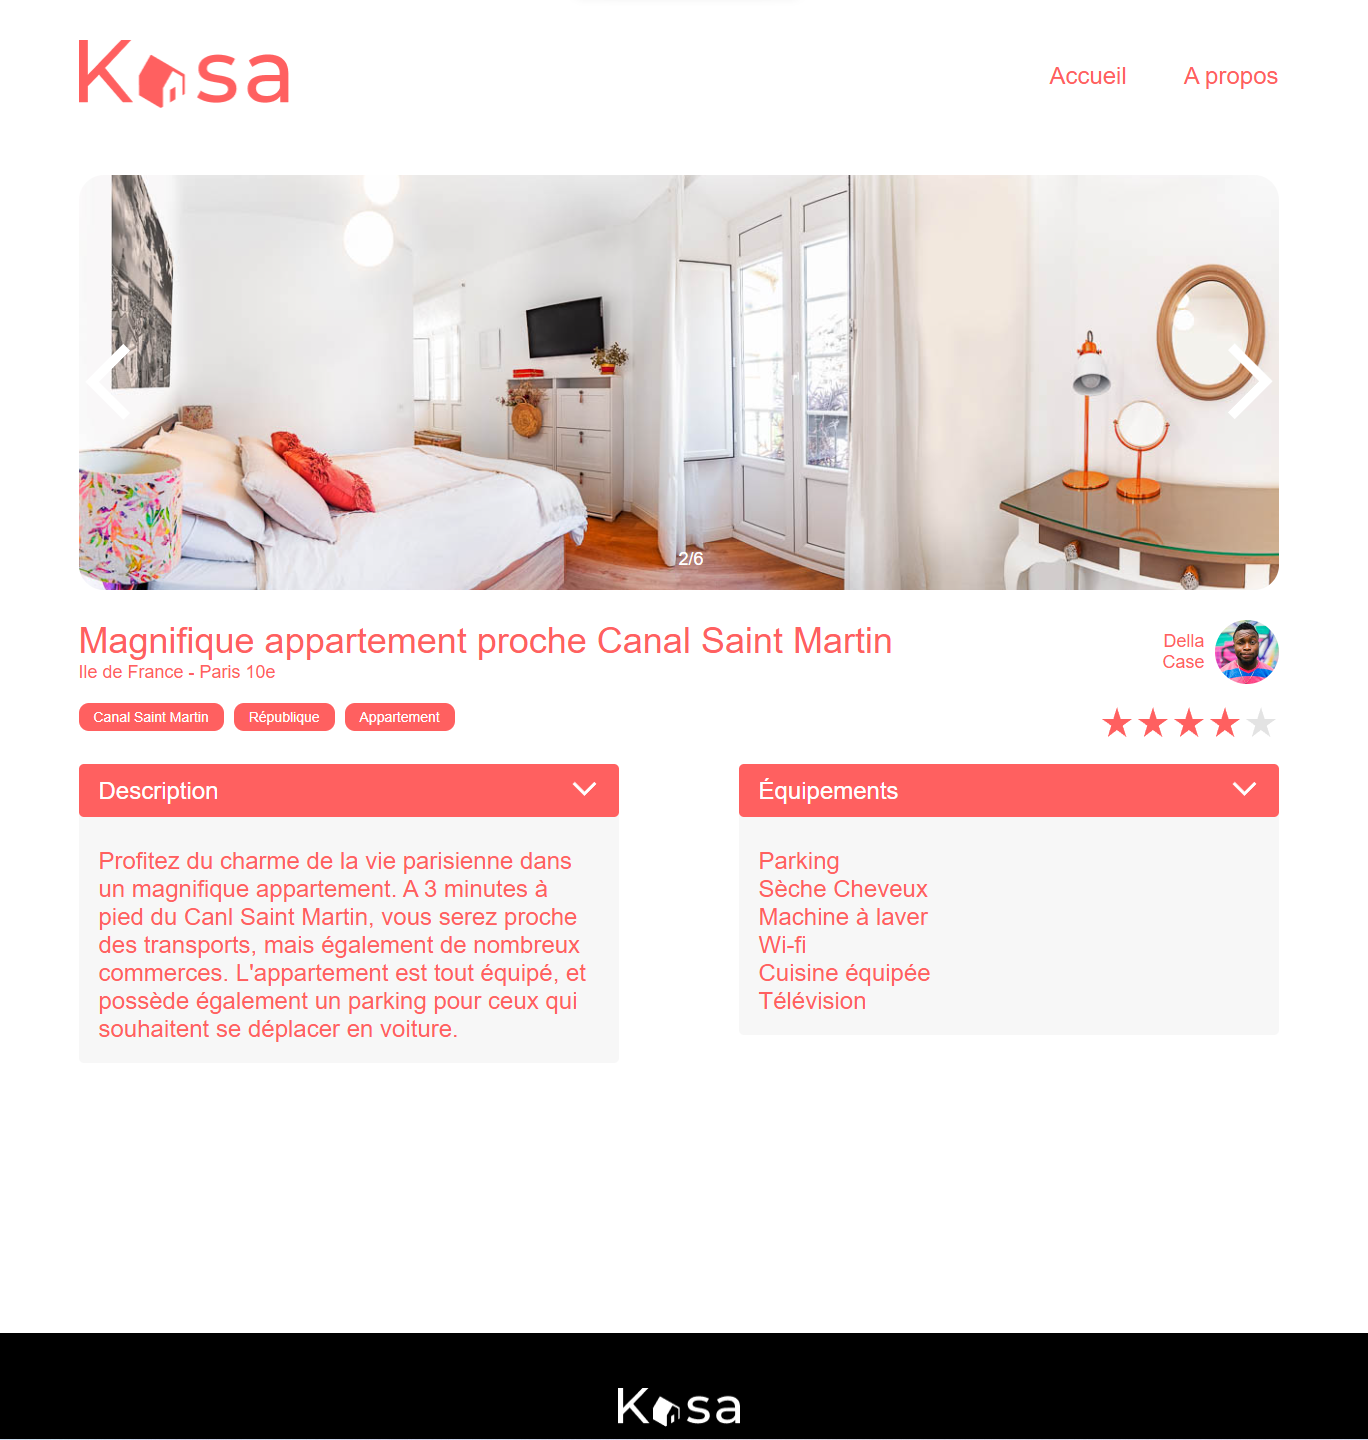 Kasa
Accueil A propos
2/6
Magnifique appartement proche Canal Saint Martin
Ile de France - Paris 10e
Della
Case
Canal Saint Martin République Appartement
Description
Profitez du charme de la vie parisienne dans
un magnifique appartement. A 3 minutes à
pied du Canl Saint Martin, vous serez proche
des transports, mais également de nombreux
commerces. L'appartement est tout équipé, et
possède également un parking pour ceux qui
souhaitent se déplacer en voiture.
Équipements
Parking
Sèche Cheveux
Machine à laver
Wi-fi
Cuisine équipée
Télévision
Kasa